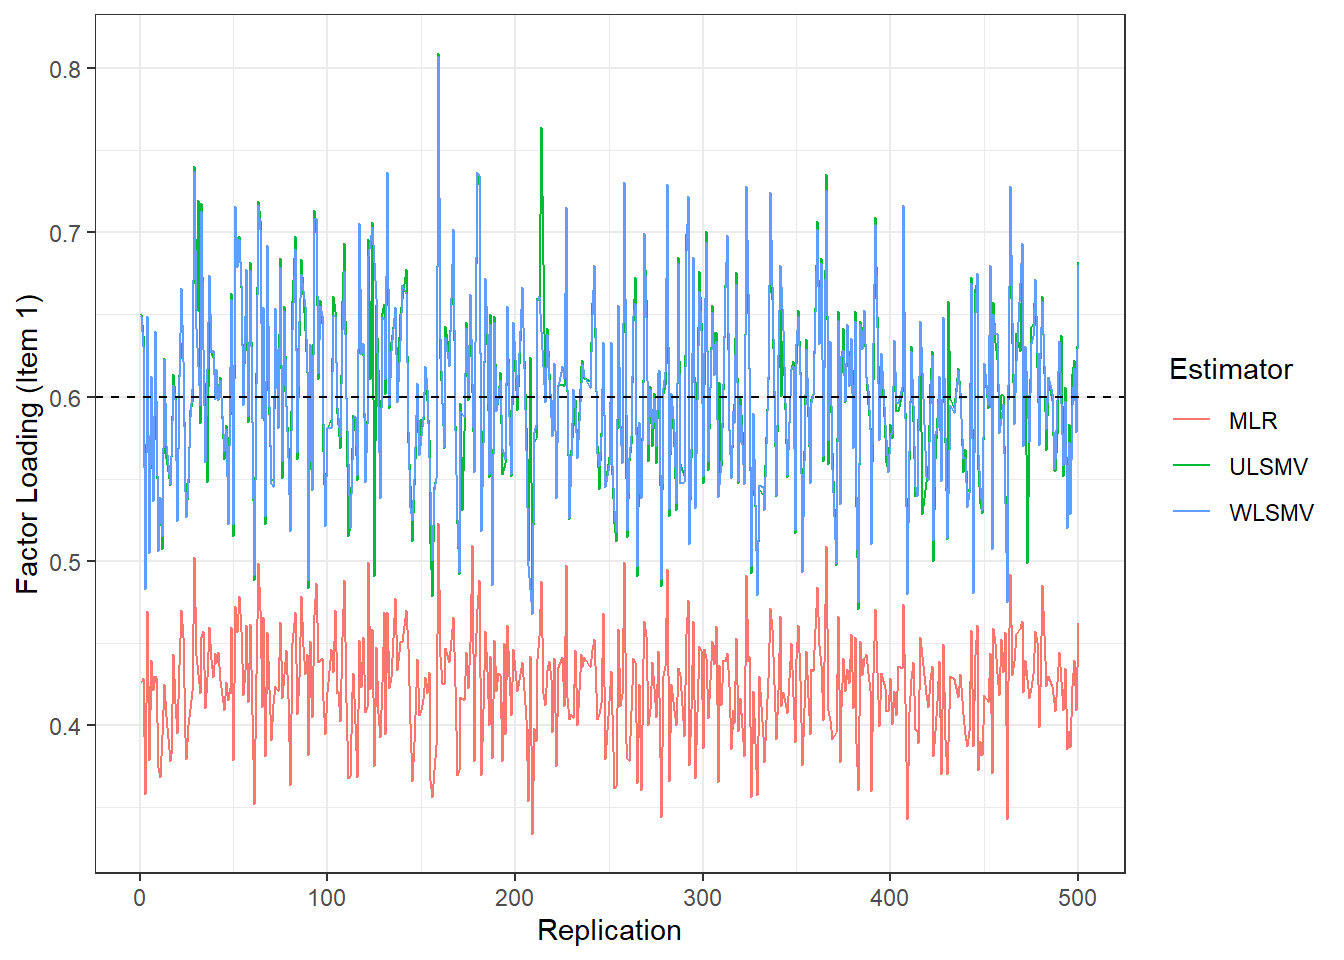 0.8
0.7
0.6
0.5
0.4
Factor Loading (Item 1)
0
100
200
300
400
500
Replication
Estimator
MLR
ULSMV
WLSMV